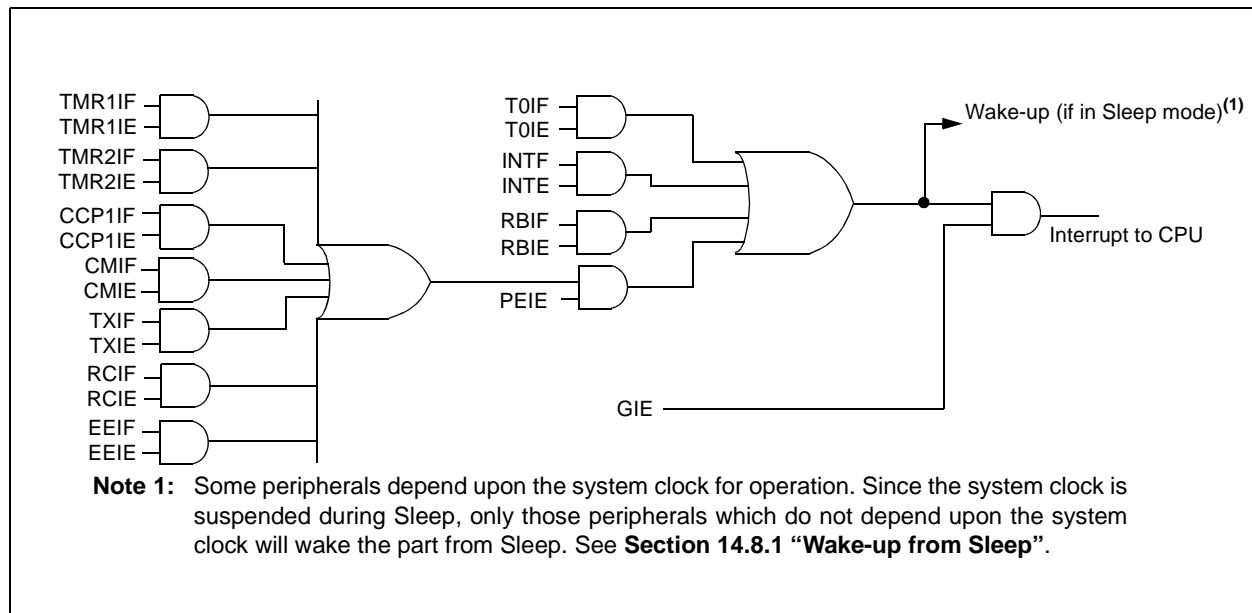 TMR1IF
TMR1IE
TMR2IF
TMR2IE
CCP1IF
CCP1IE
CMIF
CMIE
TXIF
TXIE
RCIF
RCIE
EEIF
EEIE
T0IF
T0IE
INTF
INTE
RBIF
RBIE
PEIE
GIE
Wake-up (if in Sleep mode)(1)
Interrupt to CPU
Note 1: Some peripherals depend upon the system clock for operation. Since the system clock is
suspended during Sleep, only those peripherals which do not depend upon the system
clock will wake the part from Sleep. See Section 14.8.1 “Wake-up from Sleep”.